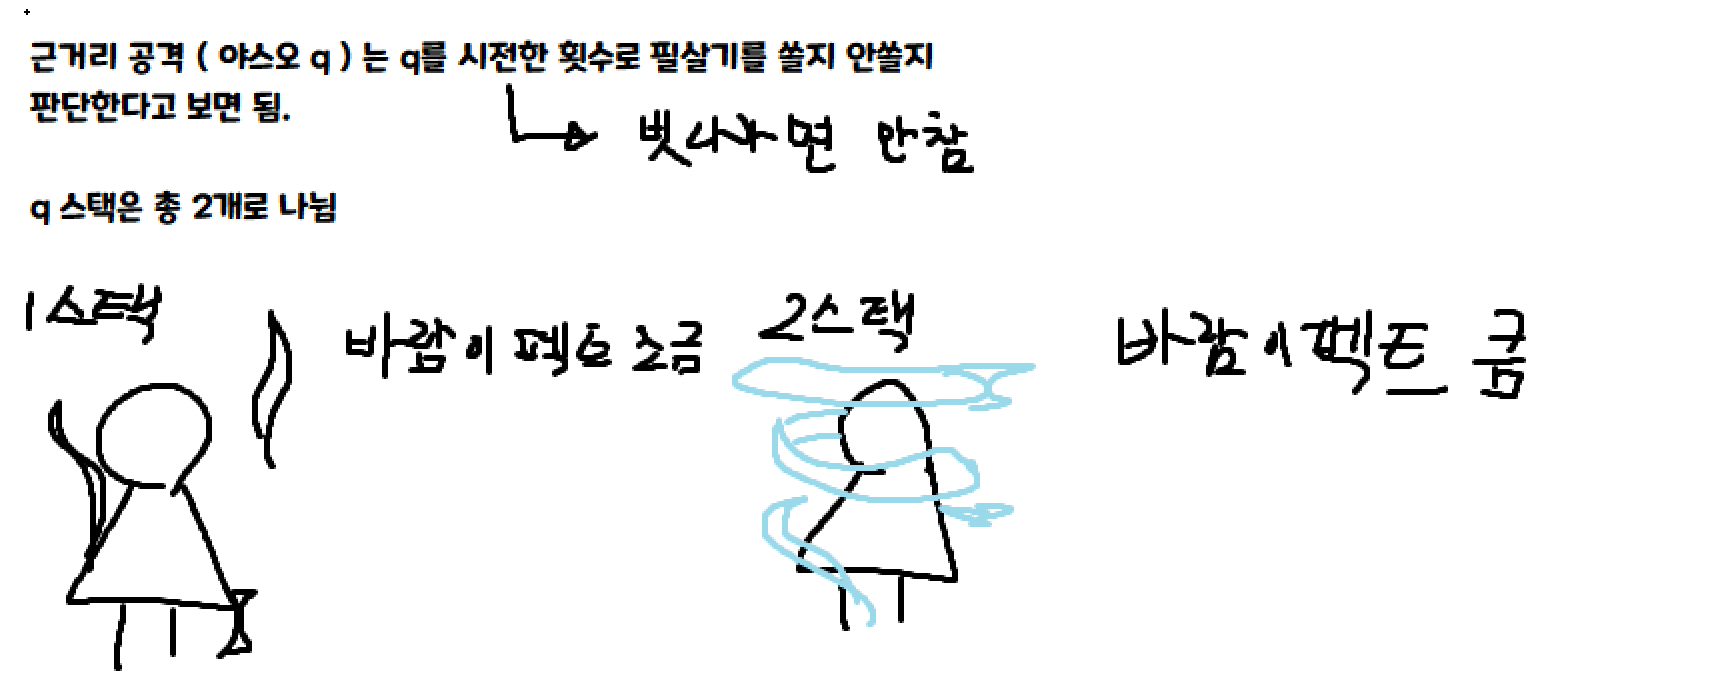 근거리 공격 ( 야스오 q ) 는 q를 시전한 횟수로 필살기를 쓸지 안쓸지
판단한다고 보면 됨.
빗나가면 안참
q 스택은 총 2개로 나뉨
1스택
바람이펙트 조금
2스택
바람이펙트 큼